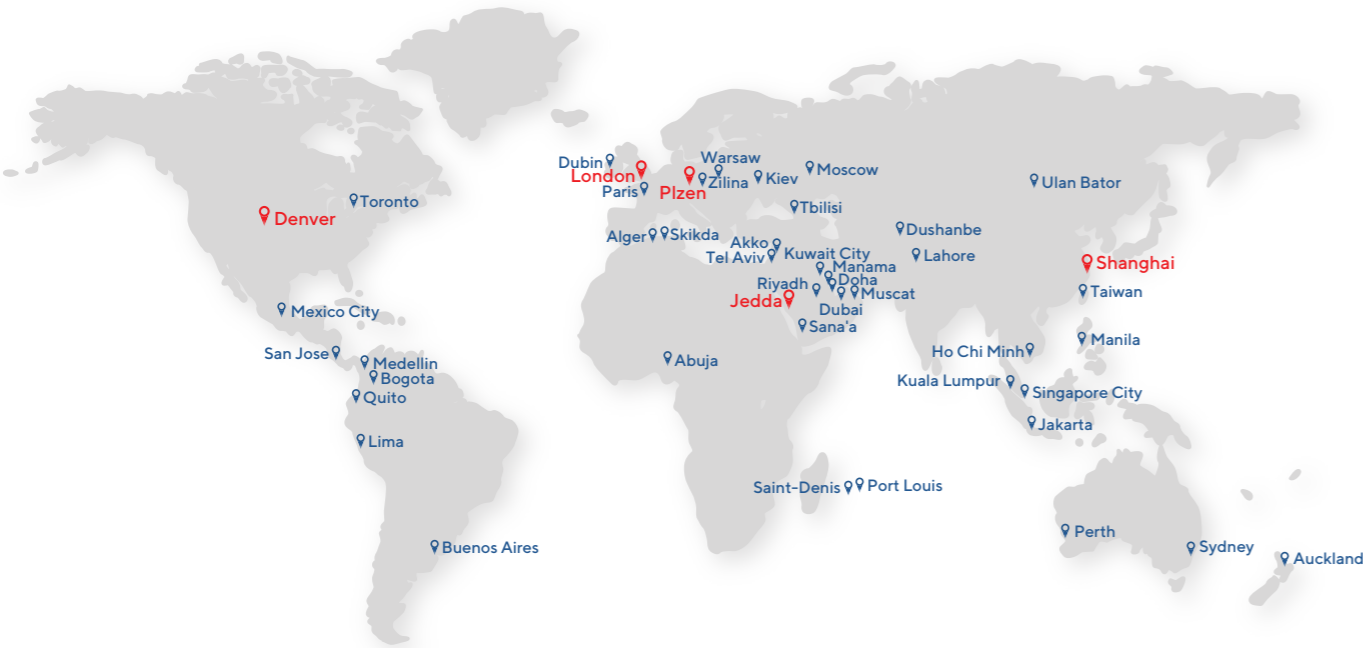 Dubin
London
Paris
Warsaw
Zilina
Plzen
Kiev
Moscow
Ulan Bator
Toronto
Denver
Tbilisi
Alger
Skikda
Akko
Tel Aviv
Kuwait City
Manama
Doha
Riyadh
Muscat
Dubai
Jedda
Sana'a
Dushanbe
Lahore
Shanghai
Taiwan
Mexico City
San Jose
Medellin
Bogota
Quito
Lima
Abuja
Manila
Ho Chi Minh
Kuala Lumpur
Singapore City
Jakarta
Saint-Denis
Port Louis
Buenos Aires
Perth
Sydney
Auckland